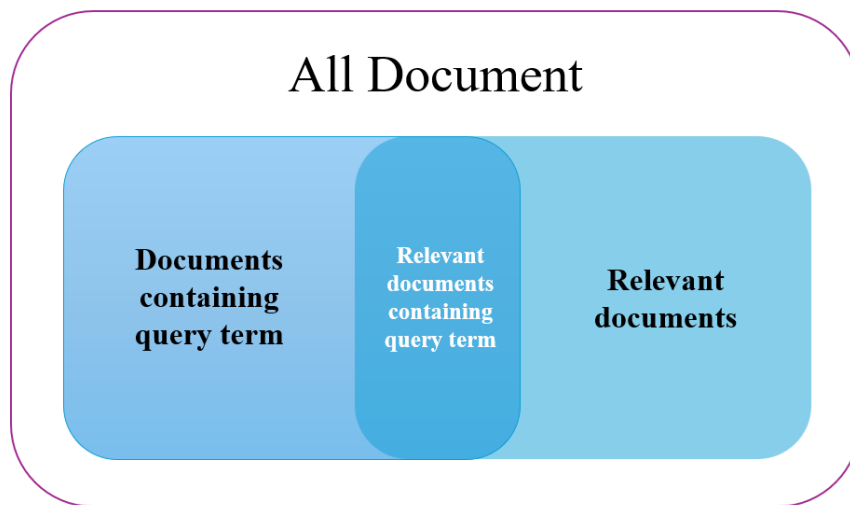 All Document
Documents
containing
query term
Relevant
documents
containing
query term
Relevant
documents